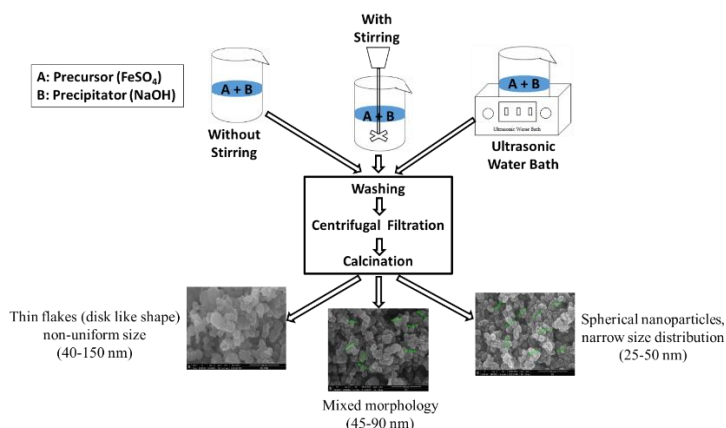 A: Precursor (FeSO₄)
B: Precipitator (NaOH)
A + B
Without
Stirring
With
Stirring
A + B
A + B
Ultrasonic Water Bath
Ultrasonic
Water Bath
Washing
Centrifugal Filtration
Calcination
Thin flakes (disk like shape)
non-uniform size
(40-150 nm)
Mixed morphology
(45-90 nm)
Spherical nanoparticles,
narrow size distribution
(25-50 nm)